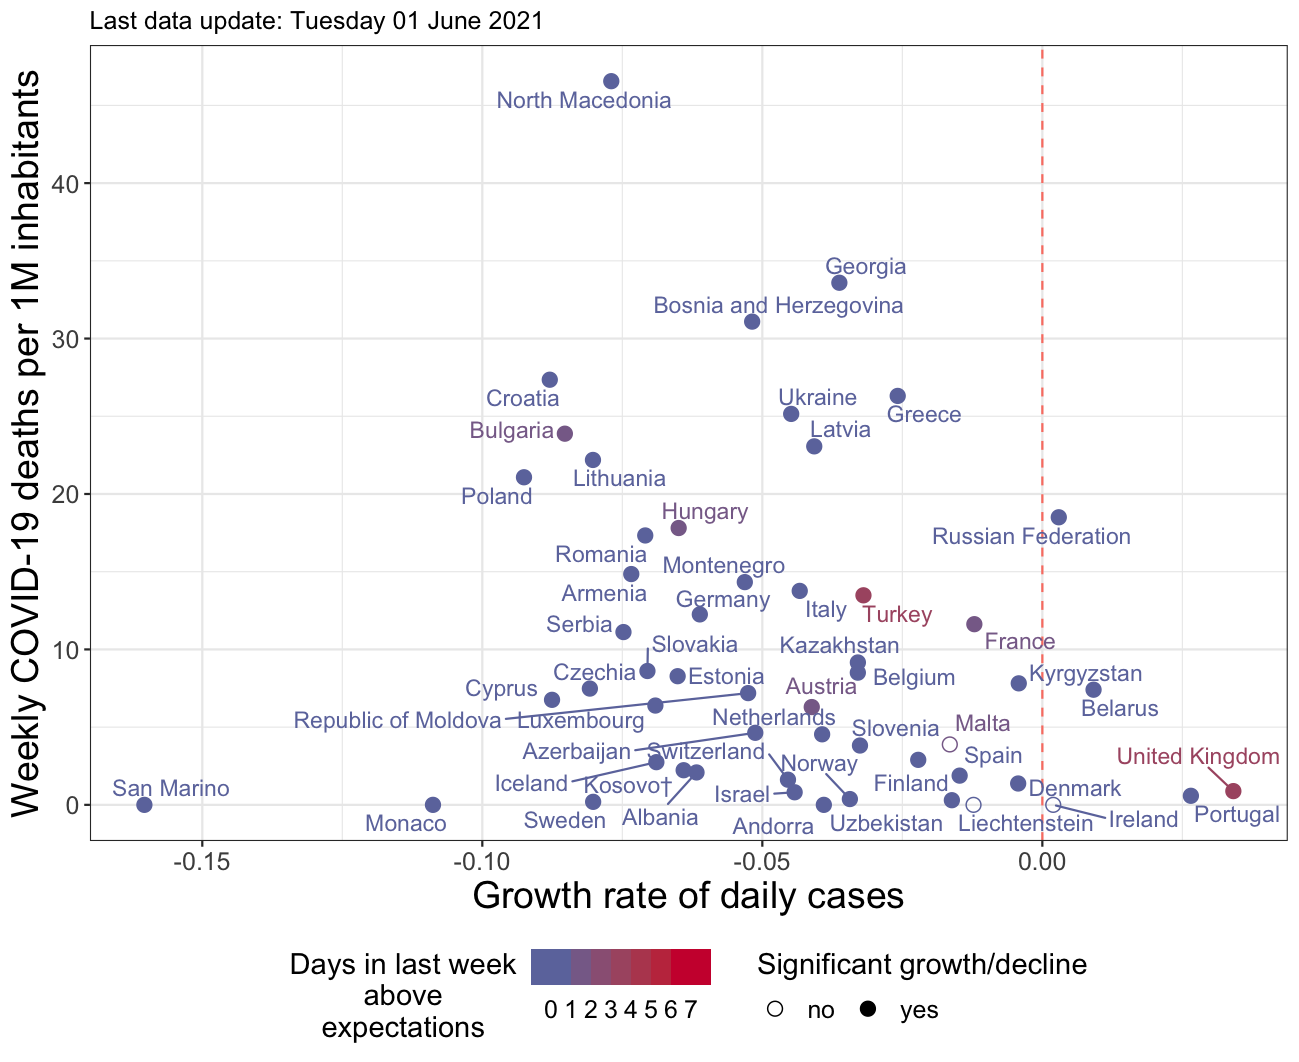 Last data update: Tuesday 01 June 2021
Weekly COVID-19 deaths per 1M inhabitants
North Macedonia
40
Georgia
Bosnia and Herzegovina
30
Croatia
Ukraine
Greece
Bulgaria
Latvia
Lithuania
Poland
20
Hungary
Russian Federation
Romania
Montenegro
Armenia
Germany
Italy
Turkey
Serbia
France
Slovakia
Kazakhstan
10
Czechia
Estonia
Belgium
Kyrgyzstan
Cyprus
Austria
Belarus
Republic of Moldova
Luxembourg
Netherlands
Slovenia
Malta
Azerbaijan
Switzerland
Spain
United Kingdom
Norway
Iceland
Kosovo†
Finland
Denmark
San Marino
Israel
0
Monaco
Sweden
Albania
Andorra
Uzbekistan
Liechtenstein
Ireland
Portugal
-0.15 -0.10 -0.05 0.00
Growth rate of daily cases
Days in last week
above
expectations
0 1 2 3 4 5 6 7
Significant growth/decline
no yes